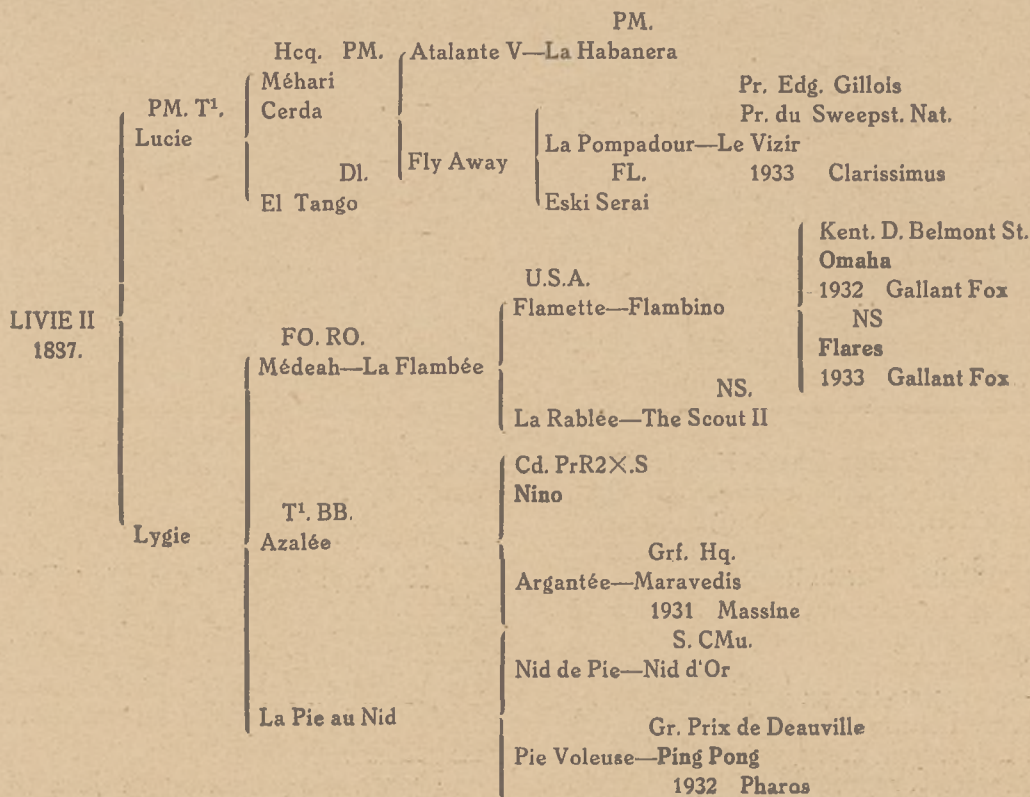 PM.
Hcq. PM. Atalante V—La Habanera
Méhari
Pr. Edg. Gillois
PM. T¹. Cerda
Pr. du Sweepst. Nat.
Lucie
La Pompadour—Le Vizir
Dl. Fly Away
FL. 1933 Clarissimus
El Tango
Eski Serai
Kent. D. Belmont St.
Omaha
U.S.A.
1932 Gallant Fox
Flamette—Flambino
LIVIE II
NS
1887.
FO. RO.
Flares
Médeah—La Flambée
1933 Gallant Fox
NS.
La Rablée—The Scout II
Cd. PrR2×.S
Nino
T¹. BB.
Lygie
Azalée
Grf. Hq.
Argantée—Maravedis
1931 Massine
S. CMu.
Nid de Pie—Nid d'Or
La Pie au Nid
Gr. Prix de Deauville
Pie Voleuse—Ping Pong
1932 Pharos